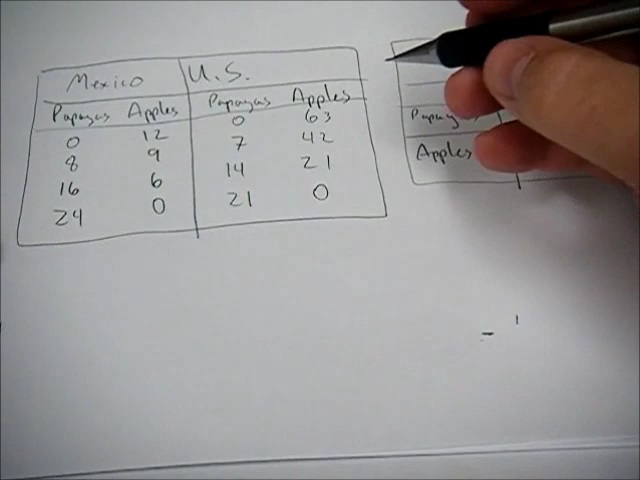 Mexico U.S.
Papayas Apples Papayas Apples
0 12 0 63
8 9 7 42
16 6 14 21
24 0 21 0
Apples